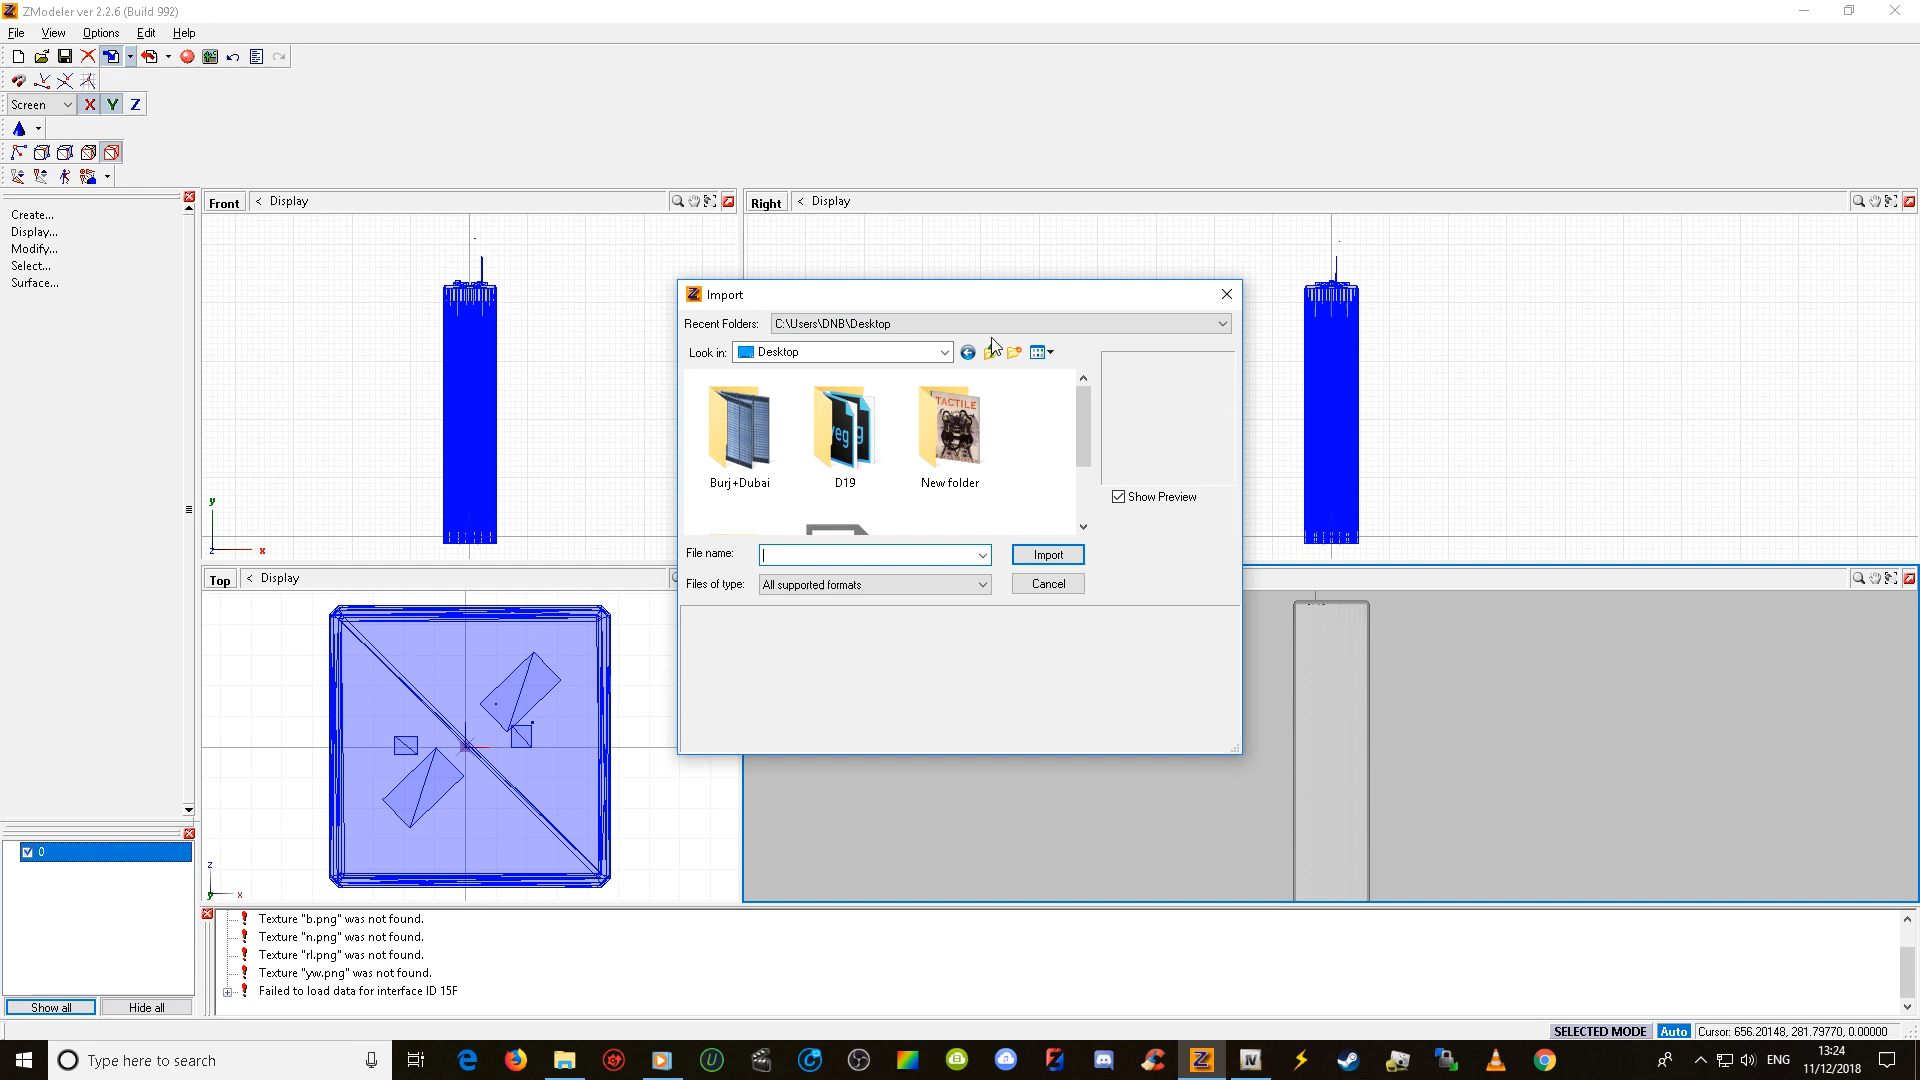 ZModeler ver 2.2.6 (Build 992)
File View Options Edit Help
Screen X Y Z
Create...
Display...
Modify...
Select...
Surface...
Front < Display
Right < Display
y
z x
Import
Recent Folders: C:\Users\DNB\Desktop
Look in: Desktop
TACTILE
Burj+Dubai D19 New folder
Show Preview
File name: Import
Files of type: All supported formats Cancel
Top < Display
z
y x
0
Show all Hide all
Texture "b.png" was not found.
Texture "n.png" was not found.
Texture "rl.png" was not found.
Texture "yw.png" was not found.
Failed to load data for interface ID 15F
SELECTED MODE Auto Cursor: 656.20148, 281.79770, 0.00000
Type here to search
ENG
13:24
11/12/2018